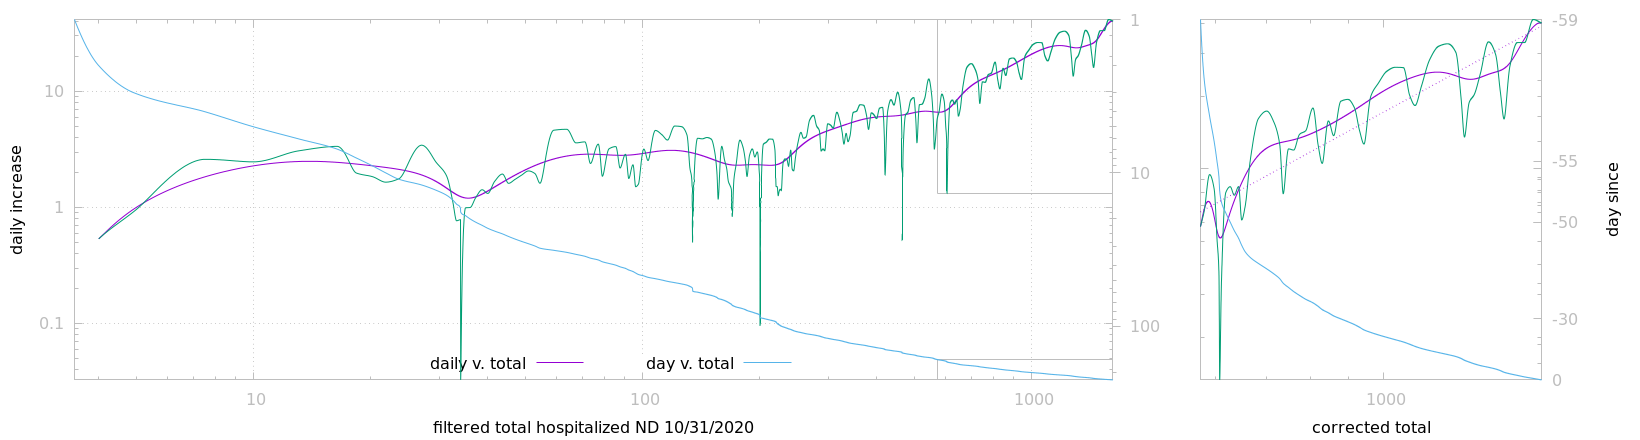 daily increase
10
1
0.1
10
100
1000
1
10
100
daily v. total
day v. total
filtered total hospitalized ND 10/31/2020
-59
-55
-50
-30
0
1000
day since
corrected total